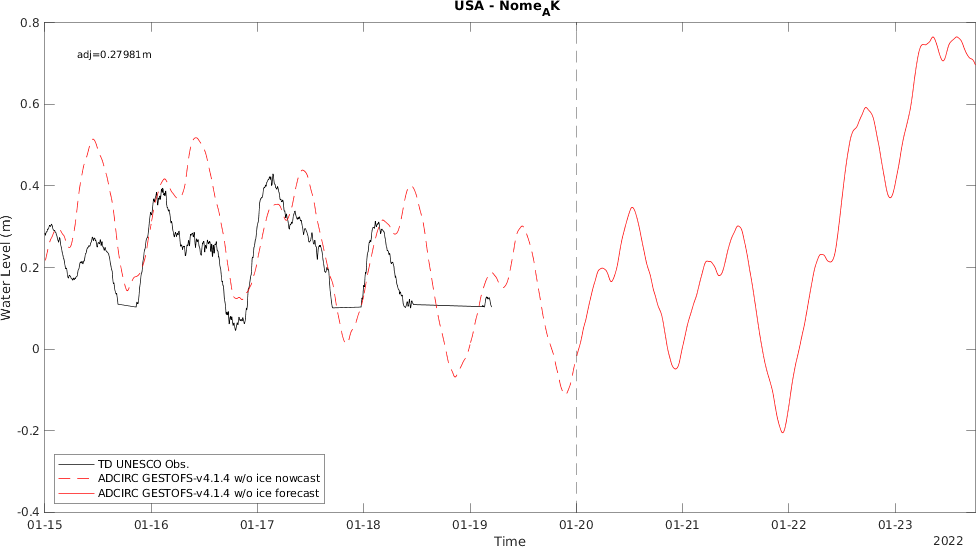 USA - Nome_AK
0.8
adj=0.27981m
0.6
0.4
0.2
0
-0.2
-0.4
Water Level (m)
TD UNESCO Obs.
ADCIRC GESTOFS-v4.1.4 w/o ice nowcast
ADCIRC GESTOFS-v4.1.4 w/o ice forecast
01-15 01-16 01-17 01-18 01-19 01-20 01-21 01-22 01-23
Time
2022